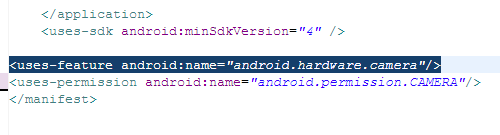 </application>
<uses-sdk android:minSdkVersion="4" />
<uses-feature android:name="android.hardware.camera"/>
<uses-permission android:name="android.permission.CAMERA"/>
</manifest>